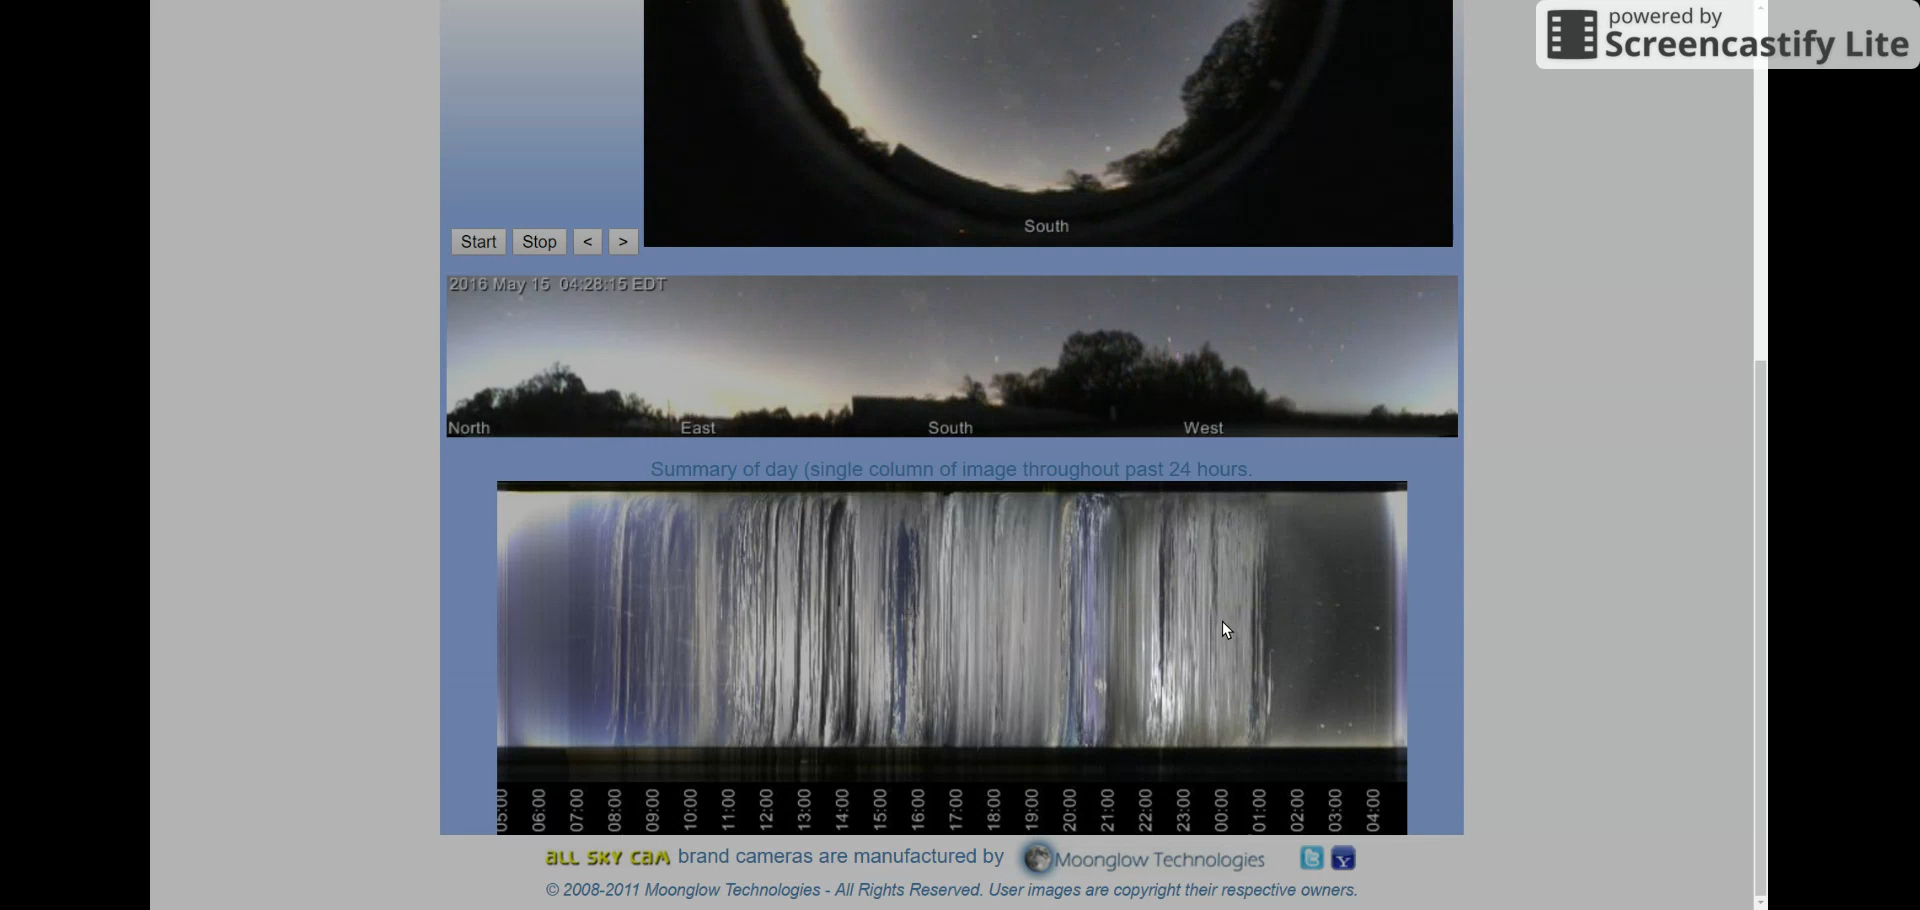 powered by
Screencastify Lite
South
Start Stop < >
2016 May 15 04:28:15 EDT
North East South West
Summary of day (single column of image throughout past 24 hours.
05:00 06:00 07:00 08:00 09:00 10:00 11:00 12:00 13:00 14:00 15:00 16:00 17:00 18:00 19:00 20:00 21:00 22:00 23:00 00:00 01:00 02:00 03:00 04:00
ALL SKY CAM brand cameras are manufactured by Moonglow Technologies
© 2008-2011 Moonglow Technologies - All Rights Reserved. User images are copyright their respective owners.